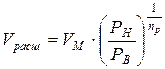 V_расш = V_M · (P_H / P_B)^(1/n_p)